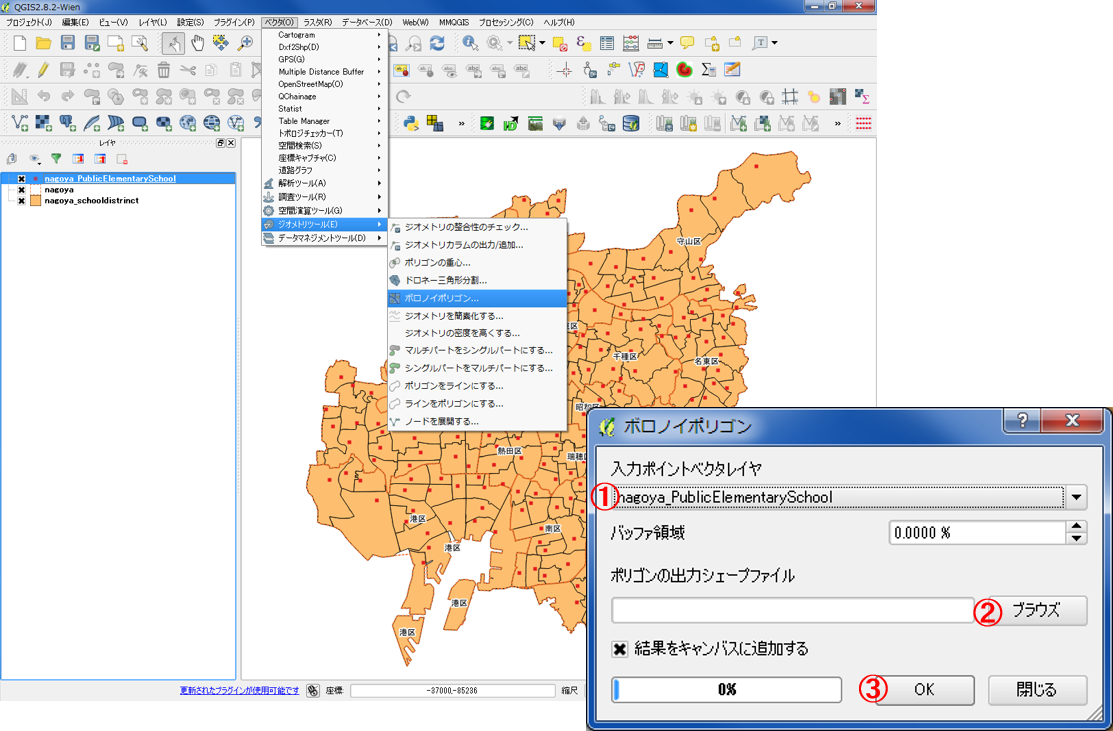 QGIS2.8.2-Wien
プロジェクト(J) 編集(E) ビュー(V) レイヤ(L) 設定(S) プラグイン(P) ベクタ(O) ラスタ(R) データベース(D) Web(W) MMQGIS プロセッシング(C) ヘルプ(H)
Cartogram
Dxf2Shp(D)
GPS(G)
Multiple Distance Buffer
OpenStreetMap(O)
QChainage
Statist
Table Manager
トポロジチェッカー(T)
空間検索(S)
座標キャプチャ(C)
道路グラフ
解析ツール(A)
調査ツール(R)
空間演算ツール(G)
ジオメトリツール(E)
データマネジメントツール(D)
ジオメトリの整合性のチェック...
ジオメトリカラムの出力/追加...
ポリゴンの重心...
ドロネー三角形分割...
ボロノイポリゴン...
ジオメトリを簡素化する...
ジオメトリの密度を高くする...
マルチパートをシングルパートにする...
シングルパートをマルチパートにする...
ポリゴンをラインにする...
ラインをポリゴンにする...
ノードを展開する...
レイヤ
nagoya_PublicElementarySchool
nagoya
nagoya_schooldistrict
守山区
千種区
名東区
昭和
熱田区
瑞穂
港区
南区
港区
港区
港区
更新されたプラグインが使用可能です
座標:
-37000,-85286
縮尺
ボロノイポリゴン
入力ポイントベクタレイヤ
①
nagoya_PublicElementarySchool
バッファ領域
0.0000 %
ポリゴンの出力シェープファイル
② ブラウズ
結果をキャンバスに追加する
0%
③ OK
閉じる